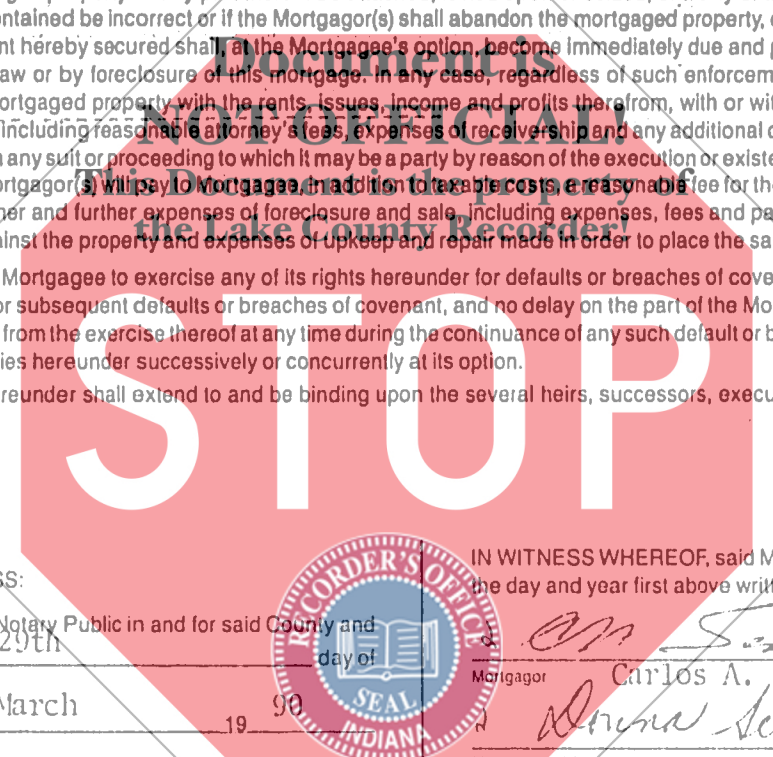 ontained be incorrect or if the Mortgagor(s) shall abandon the mortgaged property,
nt hereby secured shall, at the Mortgagee's option, become immediately due and
Document is
aw or by foreclosure of this mortgage. In any case, regardless of such enforcem
ortgaged property with the rents, issues, income and profits therefrom, with or wit
NOT OFFICIAL!
including reasonable attorney's fees, expenses of receivership and any additional
n any suit or proceeding to which it may be a party by reason of the execution or existe
This Document is the property of
ortgagor(s) will pay to Mortgagee, in addition to taxable costs, a reasonable fee for the
her and further expenses of foreclosure and sale, including expenses, fees and pa
the Lake County Recorder!
ainst the property and expenses of upkeep and repair made in order to place the sa
Mortgagee to exercise any of its rights hereunder for defaults or breaches of cove
or subsequent defaults or breaches of covenant, and no delay on the part of the Mo
from the exercise thereof at any time during the continuance of any such default or b
ies hereunder successively or concurrently at its option.
reunder shall extend to and be binding upon the several heirs, successors, execu
STOP
IN WITNESS WHEREOF, said M
the day and year first above writt
SS:
Notary Public in and for said County and
29th
day of
March 19 90
RECORDER'S OFFICE
SEAL
INDIANA
Mortgagor Carlos A.
Donna